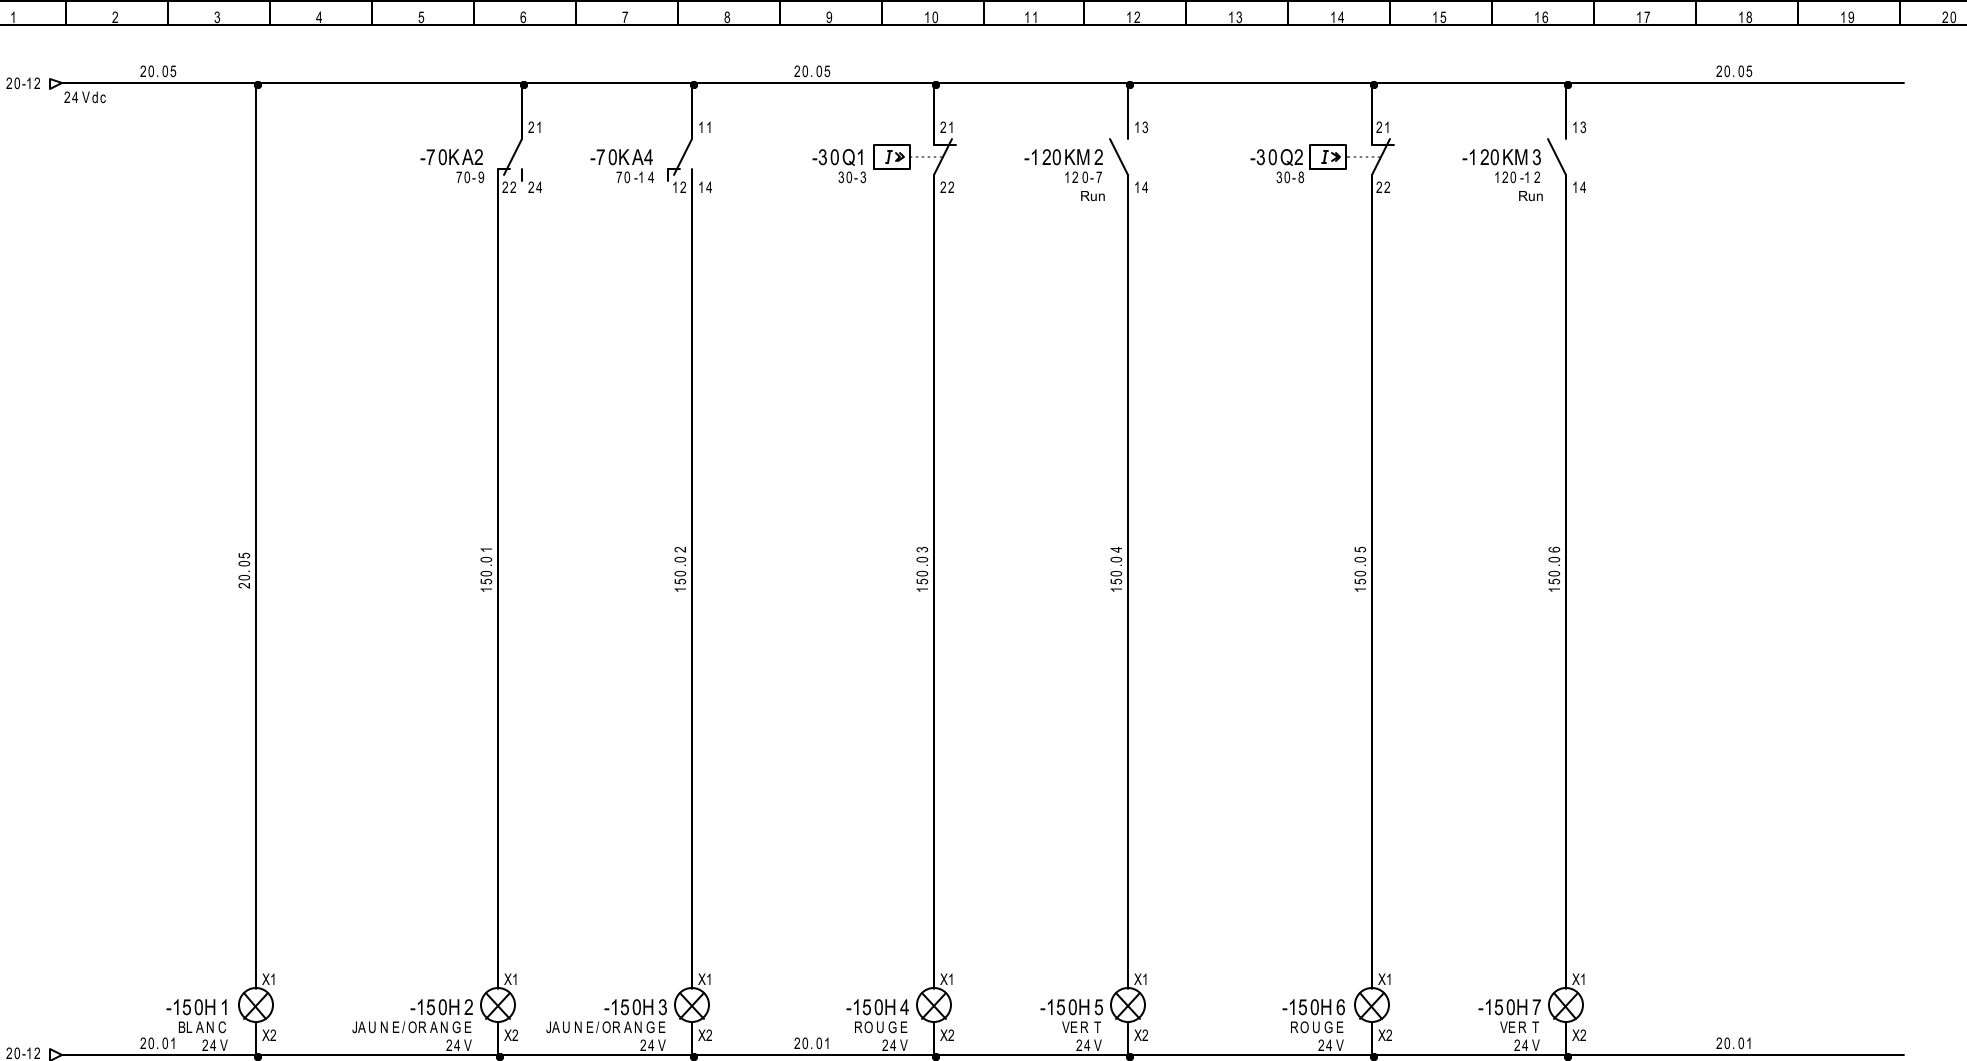 1 2 3 4 5 6 7 8 9 10 11 12 13 14 15 16 17 18 19 20
20.05 20.05 20.05
20-12
24Vdc
21 11 21 13 21 13
-70KA2 -70KA4 -30Q1 I> -120KM2 -30Q2 I> -120KM3
70-9 70-14 30-3 120-7 30-8 120-12
22 24 12 14 22 14 22 14
Run Run
20.05 150.01 150.02 150.03 150.04 150.05 150.06
X1 X1 X1 X1 X1 X1 X1
-150H1 -150H2 -150H3 -150H4 -150H5 -150H6 -150H7
BLANC JAUNE/ORANGE JAUNE/ORANGE ROUGE VERT ROUGE VERT
X2 X2 X2 X2 X2 X2 X2
20.01 24V 24V 24V 20.01 24V 24V 24V 24V 20.01
20-12